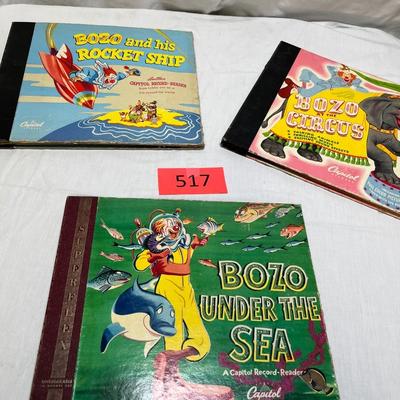 BOZO and his
ROCKET SHIP
CAPITOL RECORD-READER
Capitol
BOZO
AT THE
CIRCUS
Capitol
517
SUPERFLEX
BOZO
UNDER THE
SEA
A Capitol Record-Reader
Capitol